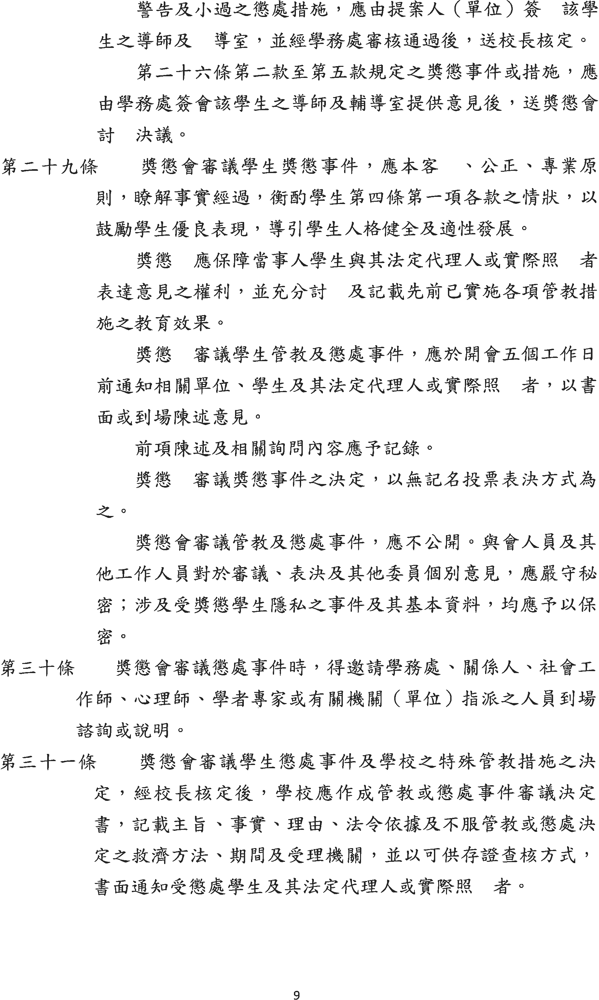 警告及小過之懲處措施，應由提案人（單位）簽　該學
生之導師及　導室，並經學務處審核通過後，送校長核定。
第二十六條第二款至第五款規定之獎懲事件或措施，應
由學務處簽會該學生之導師及輔導室提供意見後，送獎懲會
討　決議。
第二十九條　　獎懲會審議學生獎懲事件，應本客　、公正、專業原
則，瞭解事實經過，衡酌學生第四條第一項各款之情狀，以
鼓勵學生優良表現，導引學生人格健全及適性發展。
獎懲　應保障當事人學生與其法定代理人或實際照　者
表達意見之權利，並充分討　及記載先前已實施各項管教措
施之教育效果。
獎懲　審議學生管教及懲處事件，應於開會五個工作日
前通知相關單位、學生及其法定代理人或實際照　者，以書
面或到場陳述意見。
前項陳述及相關詢問內容應予記錄。
獎懲　審議獎懲事件之決定，以無記名投票表決方式為
之。
獎懲會審議管教及懲處事件，應不公開。與會人員及其
他工作人員對於審議、表決及其他委員個別意見，應嚴守秘
密；涉及受獎懲學生隱私之事件及其基本資料，均應予以保
密。
第三十條　　獎懲會審議懲處事件時，得邀請學務處、關係人、社會工
作師、心理師、學者專家或有關機關（單位）指派之人員到場
諮詢或說明。
第三十一條　　獎懲會審議學生懲處事件及學校之特殊管教措施之決
定，經校長核定後，學校應作成管教或懲處事件審議決定
書，記載主旨、事實、理由、法令依據及不服管教或懲處決
定之救濟方法、期間及受理機關，並以可供存證查核方式，
書面通知受懲處學生及其法定代理人或實際照　者。
9